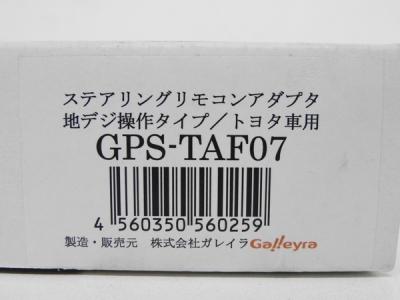 ステアリングリモコンアダプタ
地デジ操作タイプ／トヨタ車用
GPS-TAF07
4 560350 560259
製造・販売元 株式会社ガレイラ Galleyra